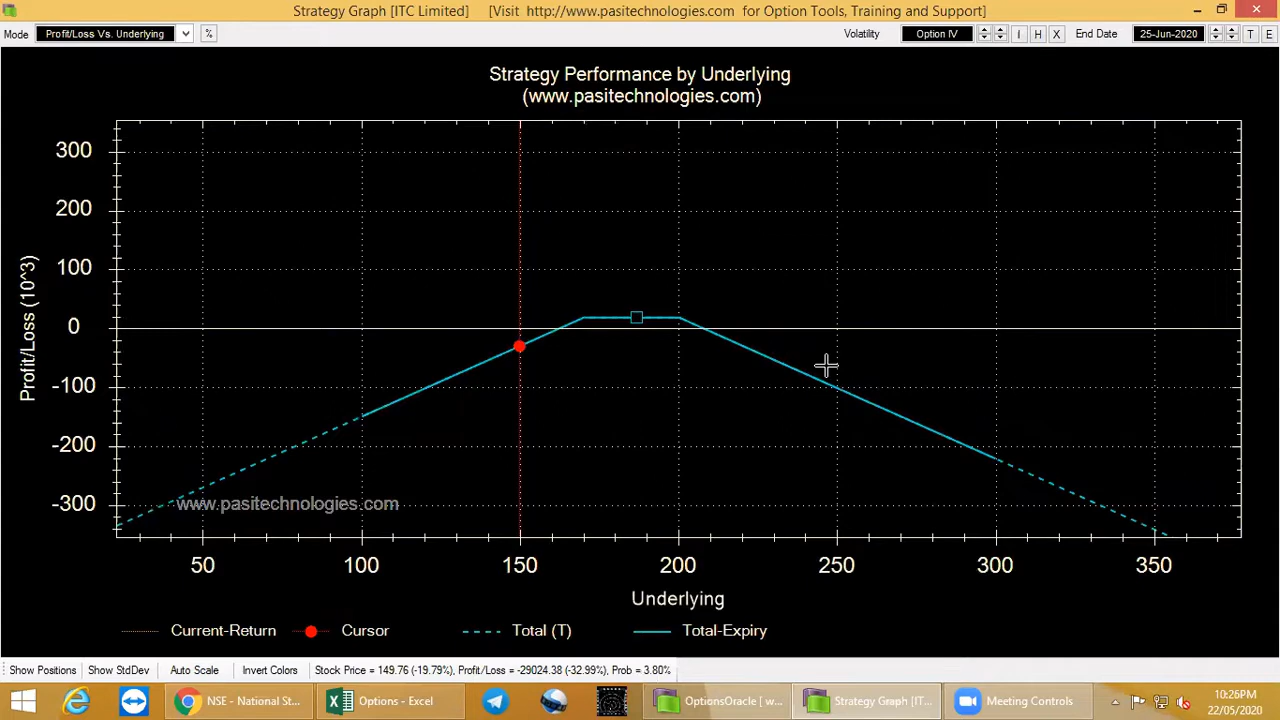 Strategy Graph [ITC Limited] [Visit http://www.pasitechnologies.com for Option Tools, Training and Support]
Mode Profit/Loss Vs. Underlying % Volatility Option IV I H X End Date 25-Jun-2020 T E
Strategy Performance by Underlying
(www.pasitechnologies.com)
300
200
100
0
-100
-200
-300
Profit/Loss (10^3)
www.pasitechnologies.com
50 100 150 200 250 300 350
Underlying
Current-Return Cursor Total (T) Total-Expiry
Show Positions Show StdDev Auto Scale Invert Colors Stock Price = 149.76 (-19.79%), Profit/Loss = -29024.38 (-32.99%), Prob = 3.80%
NSE - National St... Options - Excel OptionsOracle [ w... Strategy Graph [IT... Meeting Controls 10:26PM
22/05/2020